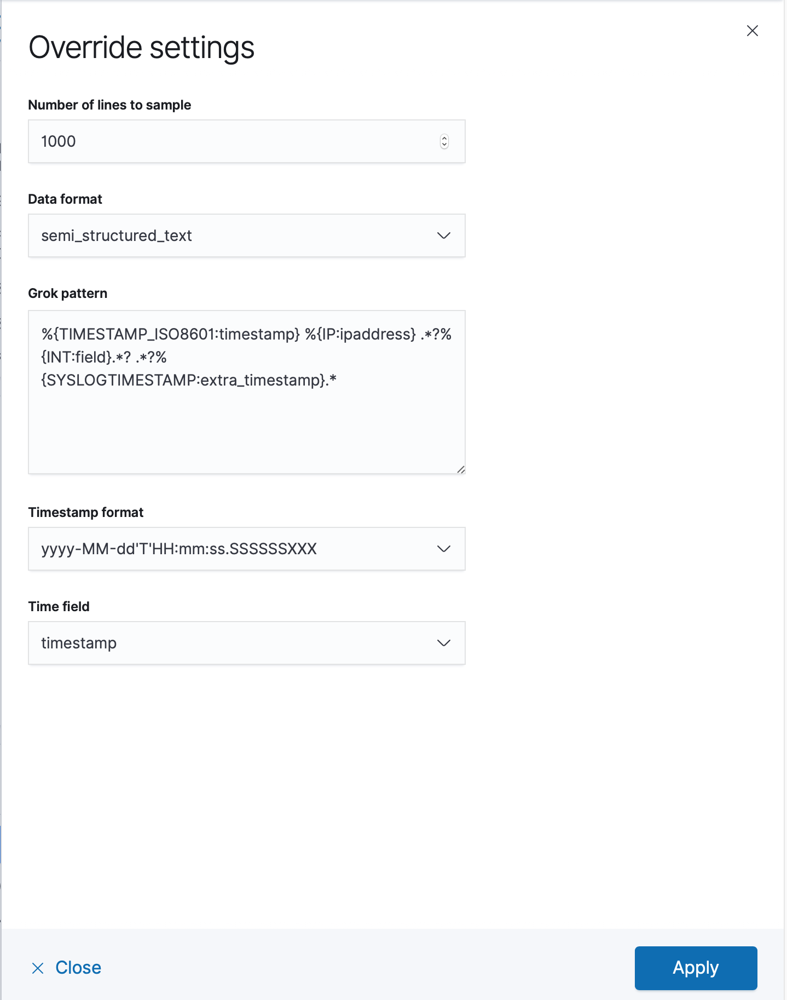 Override settings
Number of lines to sample
1000
Data format
semi_structured_text
Grok pattern
%{TIMESTAMP_ISO8601:timestamp} %{IP:ipaddress} .*?%
{INT:field}.*? .*?%
{SYSLOGTIMESTAMP:extra_timestamp}.*
Timestamp format
yyyy-MM-dd'T'HH:mm:ss.SSSSSSXXX
Time field
timestamp
Close
Apply